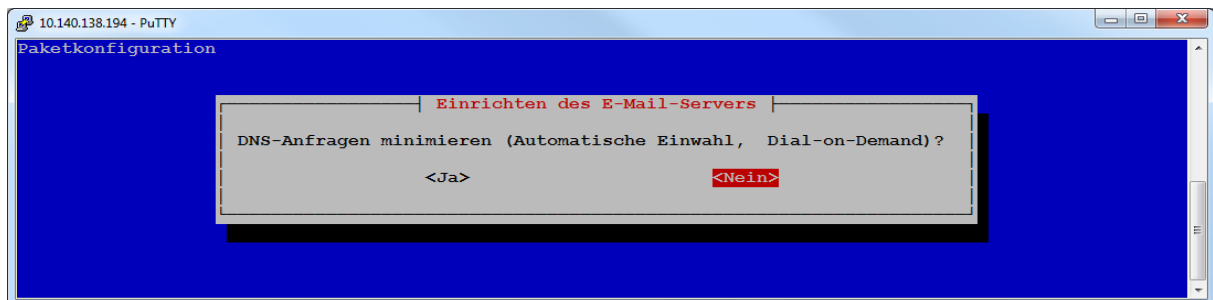 10.140.138.194 - PuTTY
Paketkonfiguration
Einrichten des E-Mail-Servers
DNS-Anfragen minimieren (Automatische Einwahl,  Dial-on-Demand)?
<Ja> <Nein>